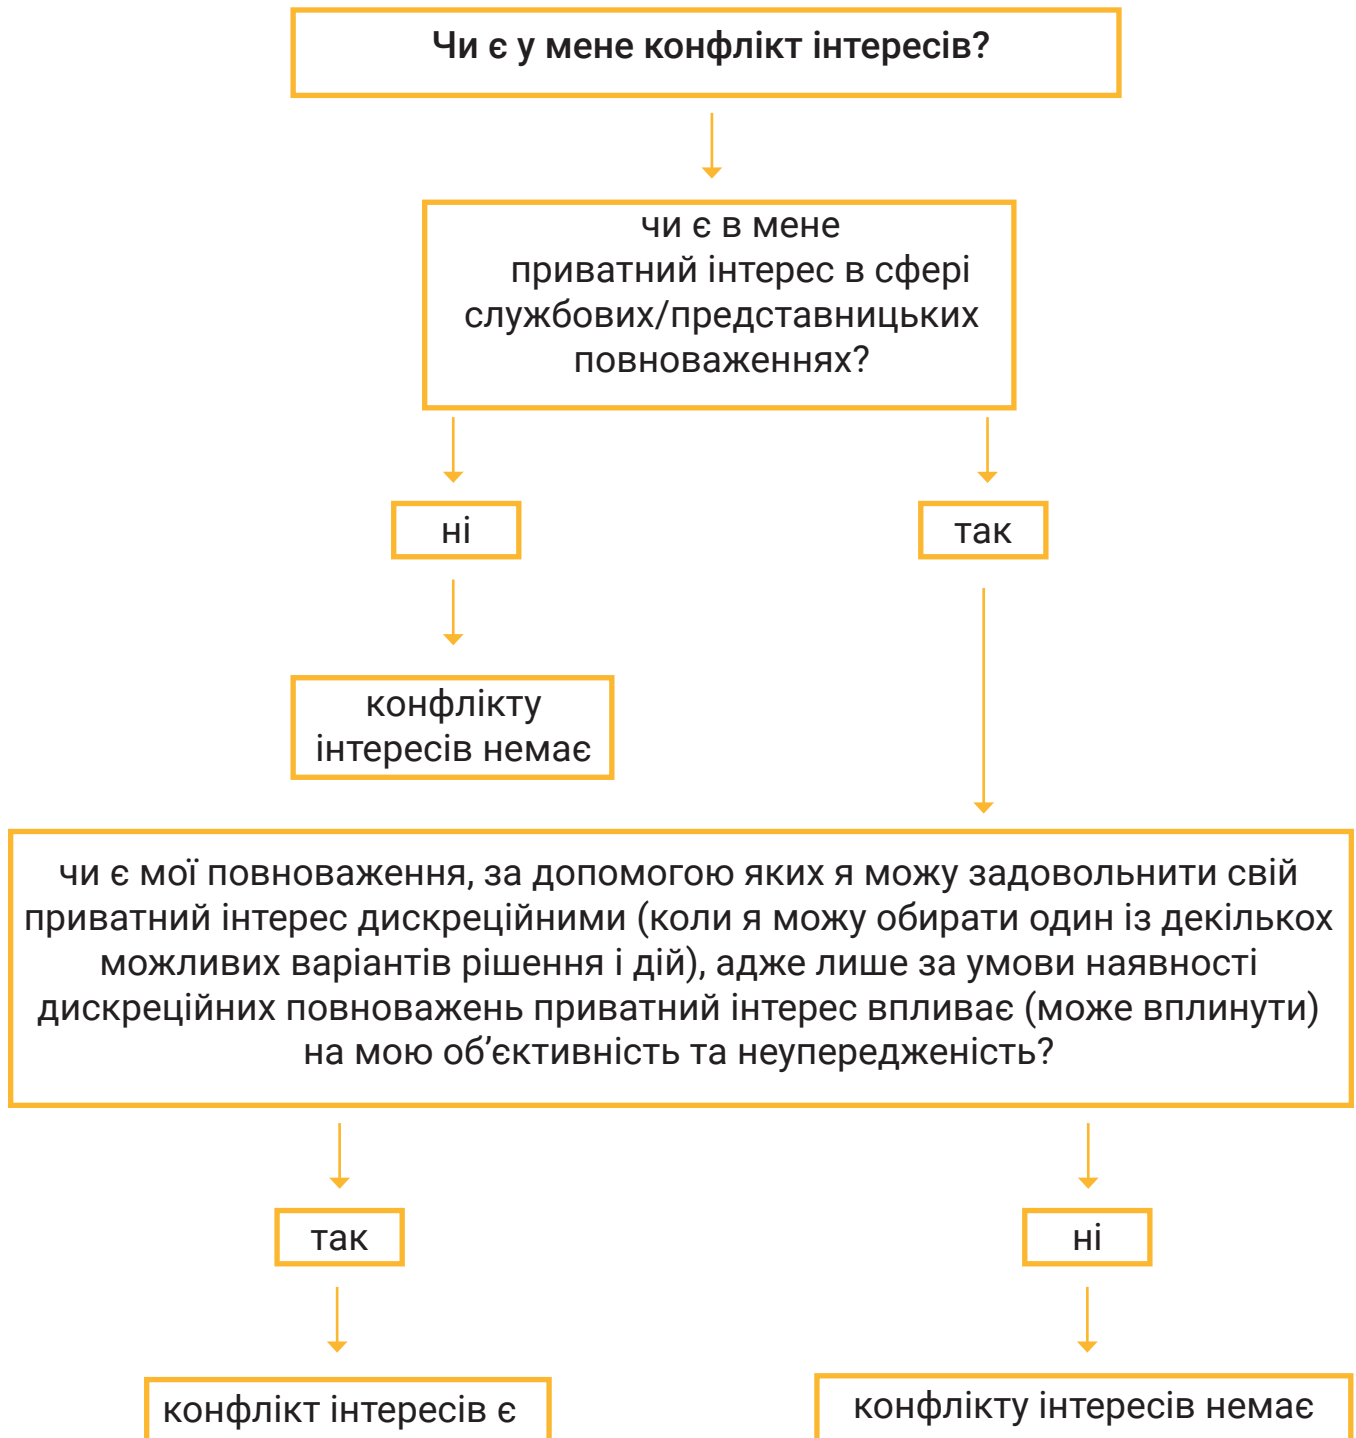 Чи є у мене конфлікт інтересів?
чи є в мене
приватний інтерес в сфері
службових/представницьких
повноваженнях?
ні
так
конфлікту
інтересів немає
чи є мої повноваження, за допомогою яких я можу задовольнити свій
приватний інтерес дискреційними (коли я можу обирати один із декількох
можливих варіантів рішення і дій), адже лише за умови наявності
дискреційних повноважень приватний інтерес впливає (може вплинути)
на мою об’єктивність та неупередженість?
так
ні
конфлікт інтересів є
конфлікту інтересів немає